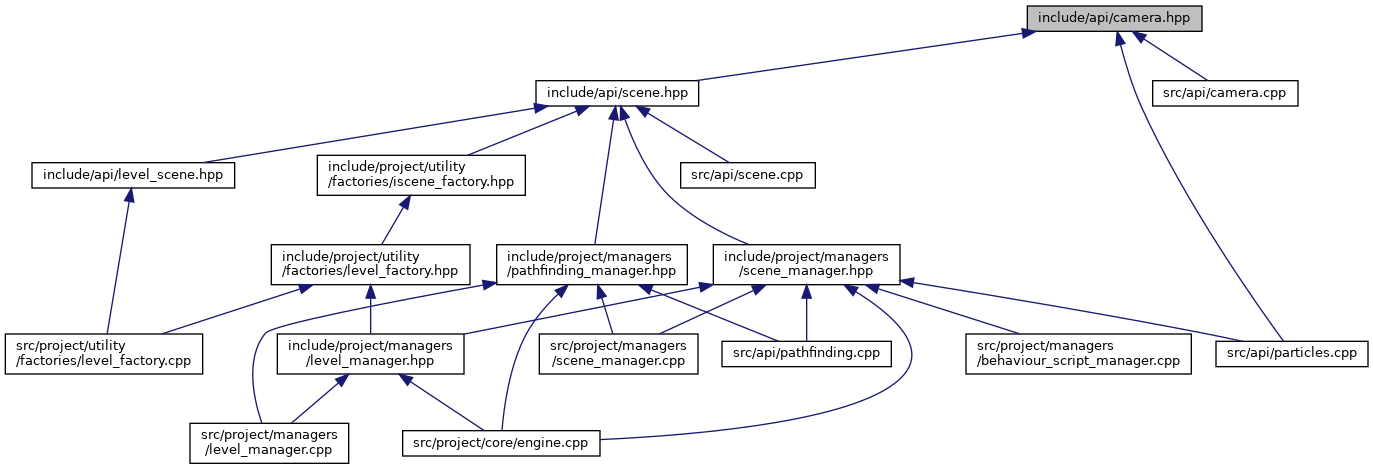 include/api/camera.hpp
include/api/scene.hpp
src/api/camera.cpp
include/api/level_scene.hpp
include/project/utility
/factories/iscene_factory.hpp
src/api/scene.cpp
include/project/utility
/factories/level_factory.hpp
include/project/managers
/pathfinding_manager.hpp
include/project/managers
/scene_manager.hpp
src/project/utility
/factories/level_factory.cpp
include/project/managers
/level_manager.hpp
src/project/managers
/scene_manager.cpp
src/api/pathfinding.cpp
src/project/managers
/behaviour_script_manager.cpp
src/api/particles.cpp
src/project/managers
/level_manager.cpp
src/project/core/engine.cpp